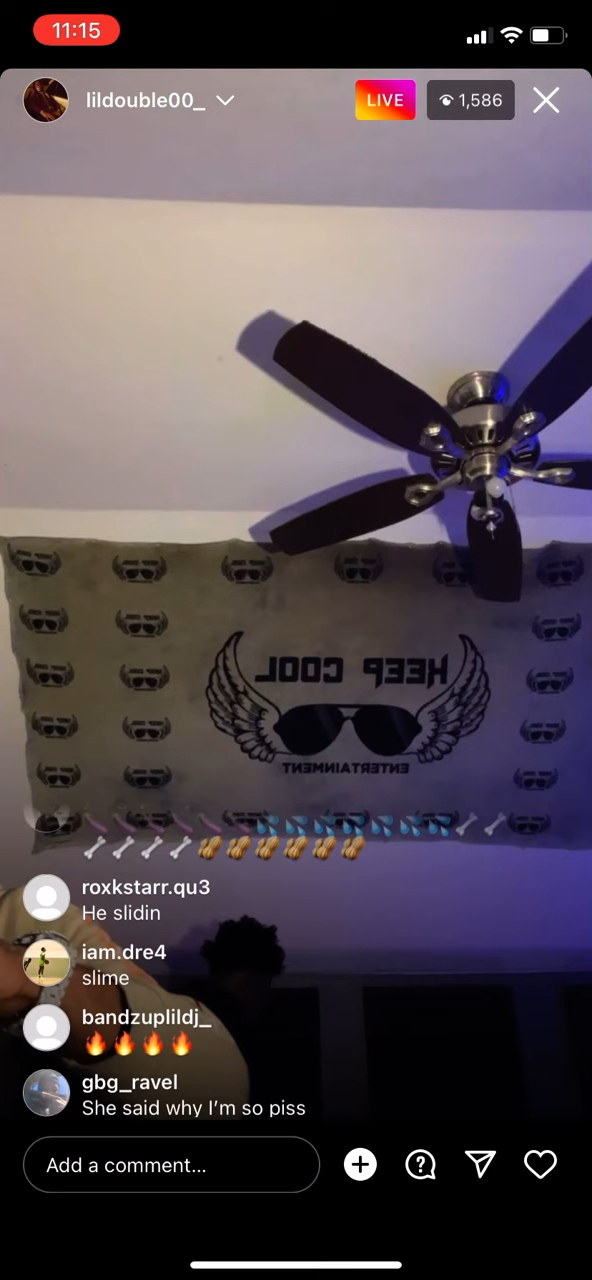 11:15
lildouble00_
LIVE
1,586
KEEP COOL
ENTERTAINMENT
🍆🍆🍆🍆🍆🍆💦💦💦💦💦💦💦🦴🦴
🦴🦴🦴🦴🥜🥜🥜🥜🥜🥜
roxkstarr.qu3
He slidin
iam.dre4
slime
bandzuplildj_
🔥🔥🔥🔥
gbg_ravel
She said why I'm so piss
Add a comment...